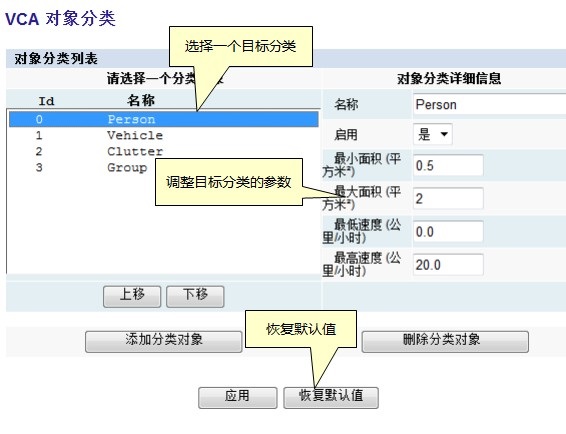 VCA 对象分类
选择一个目标分类
对象分类列表
请选择一个分类
对象分类详细信息
Id 名称
0 Person
1 Vehicle
2 Clutter
3 Group
名称 Person
启用 是
最小面积 (平
方米²) 0.5
调整目标分类的参数
最大面积 (平
方米²) 2
最低速度 (公
里/小时) 0.0
最高速度 (公
里/小时) 20.0
上移 下移
恢复默认值
添加分类对象 删除分类对象
应用 恢复默认值